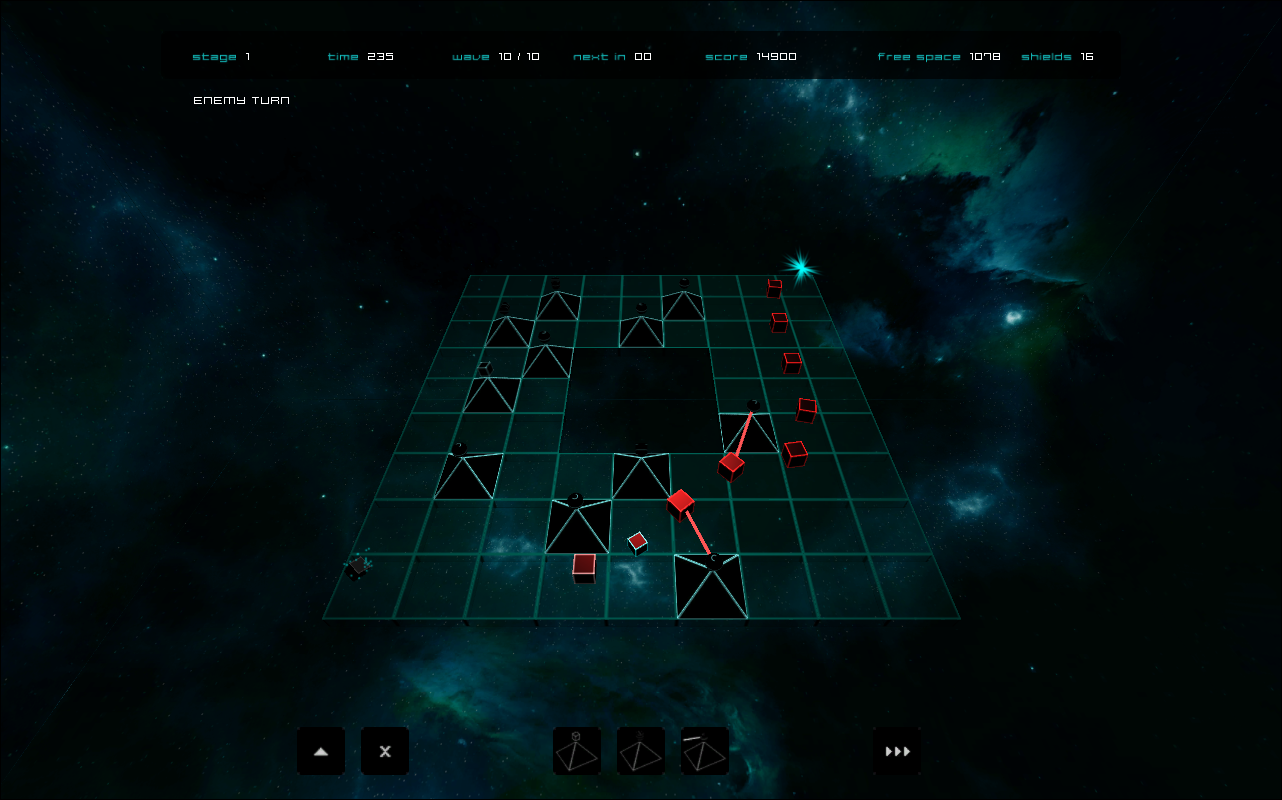 stage 1 time 235 wave 10 / 10 next in 00 score 14900 free space 1078 shields 16
ENEMY TURN
X